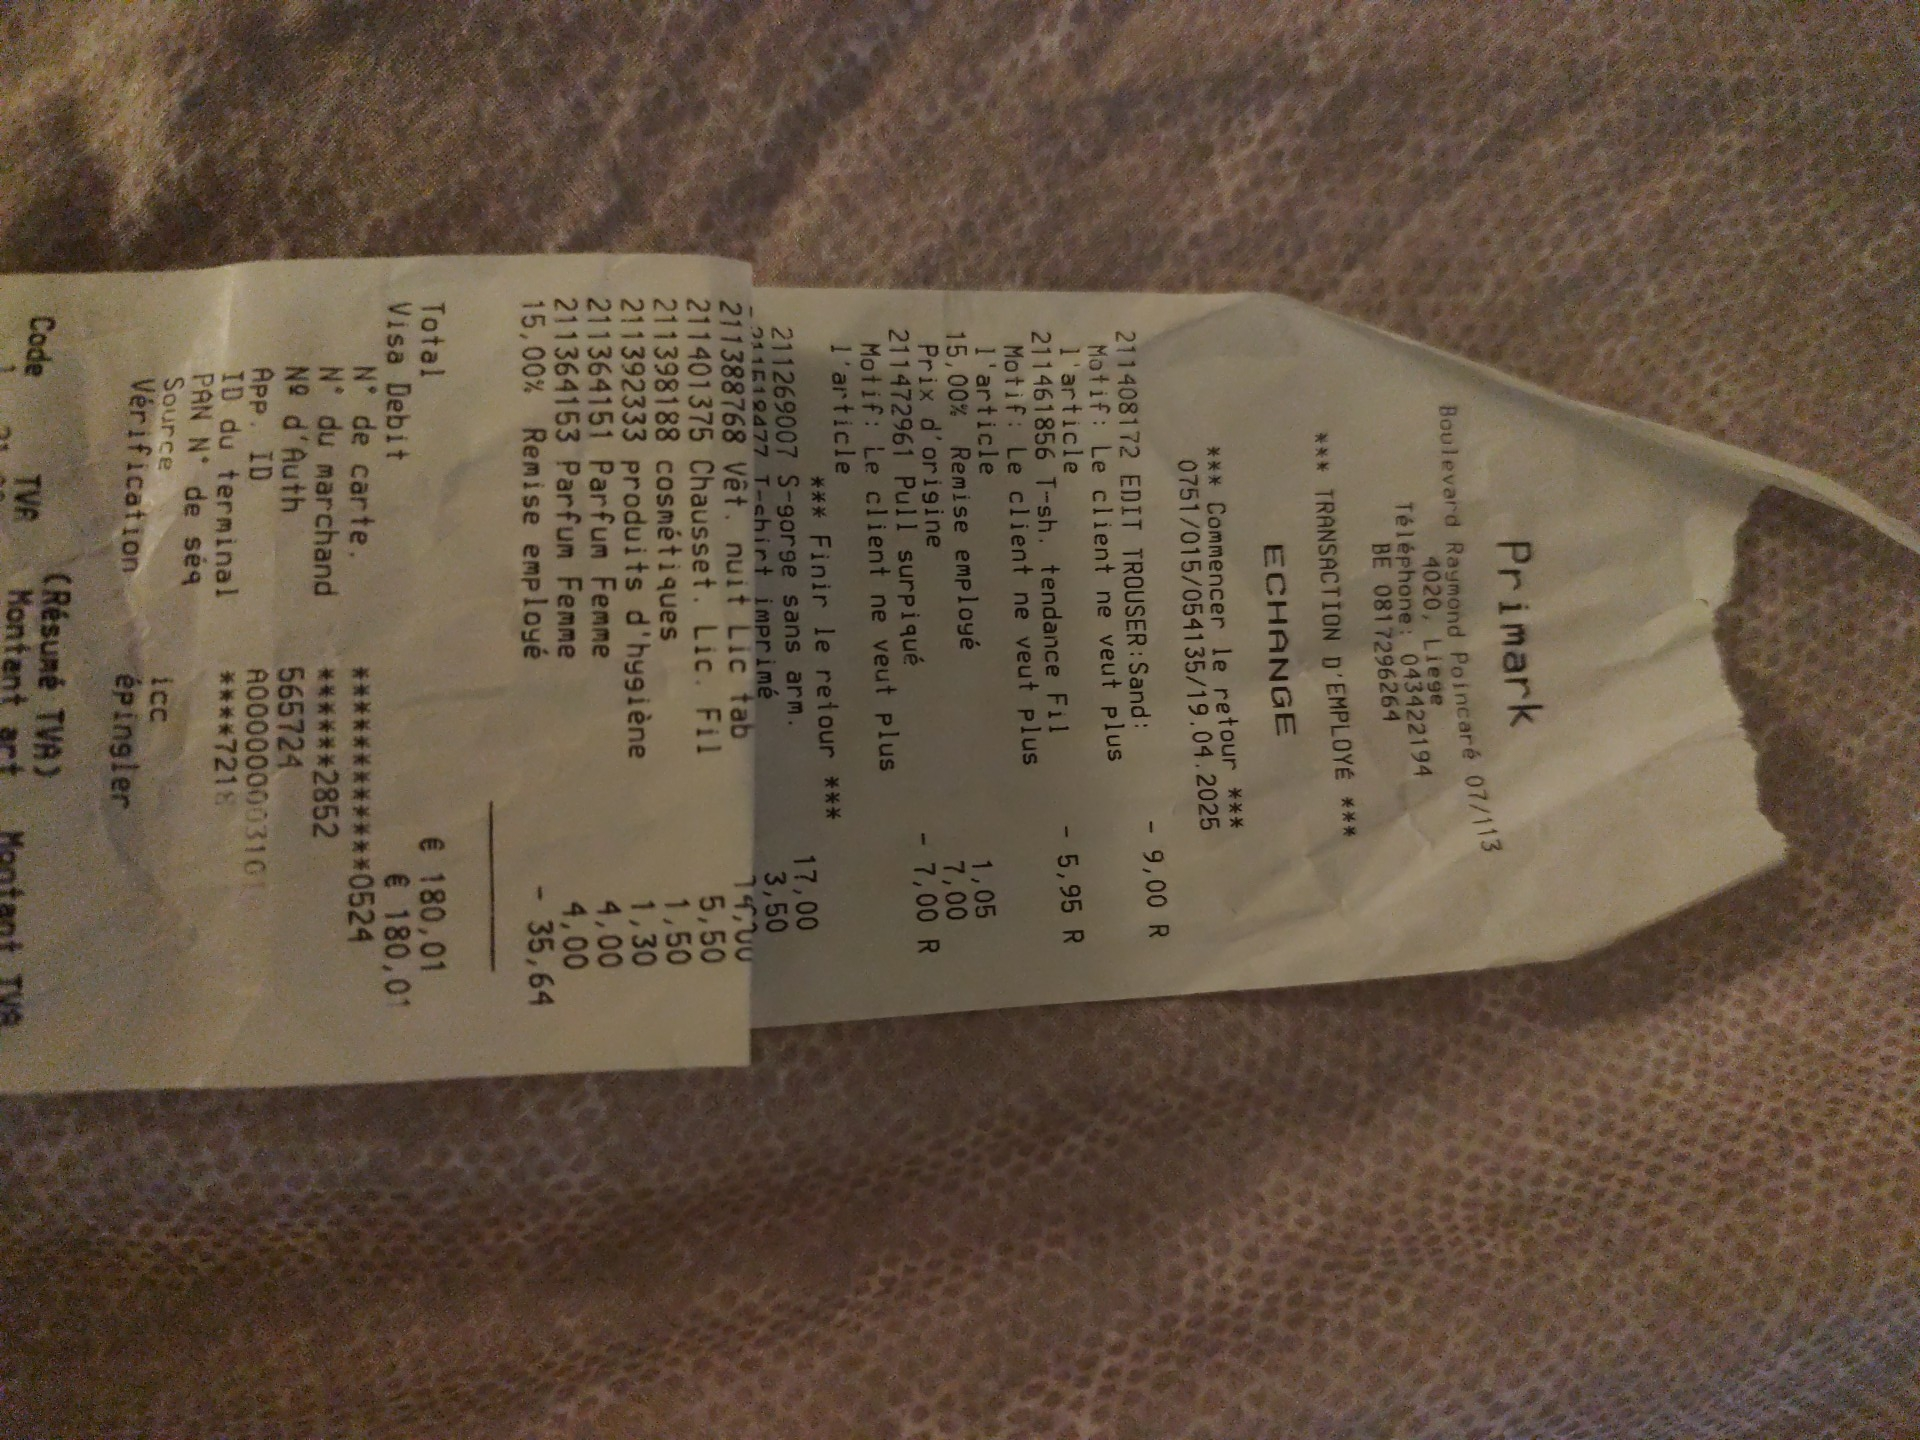 Primark
Boulevard Raymond Poincaré 07/113
4020, Liege
Téléphone: 043422194
BE 0817296264
*** TRANSACTION D'EMPLOYÉ ***
ECHANGE
*** Commencer le retour ***
0751/015/054135/19.04.2025
211408172 EDIT TROUSER:Sand: - 9,00 R
Motif: Le client ne veut plus
l'article
211461856 T-sh. tendance Fil - 5,95 R
Motif: Le client ne veut plus
l'article 1,05
15,00% Remise employé 7,00
Prix d'origine
211472961 Pull surpiqué - 7,00 R
Motif: Le client ne veut plus
l'article
*** Finir le retour ***
211269007 S-gorge sans arm. 17,00
T-shirt imprimé 3,50
211388768 Vêt. nuit Lic tab 14,00
211401375 Chausset. Lic. Fil 5,50
211398188 cosmétiques 1,50
211392333 produits d'hygiène 1,30
211364151 Parfum Femme 4,00
211364153 Parfum Femme 4,00
15,00% Remise employé - 35,64
Total € 180,01
Visa Debit € 180,01
N° de carte. ************0524
N° du marchand ******2852
Nº d'Auth 565724
App. ID A0000000003101
ID du terminal ****7218
PAN N° de séq
Source icc
Vérification épingler
(Résumé TVA)
Code TVA Montant art Montant TVA